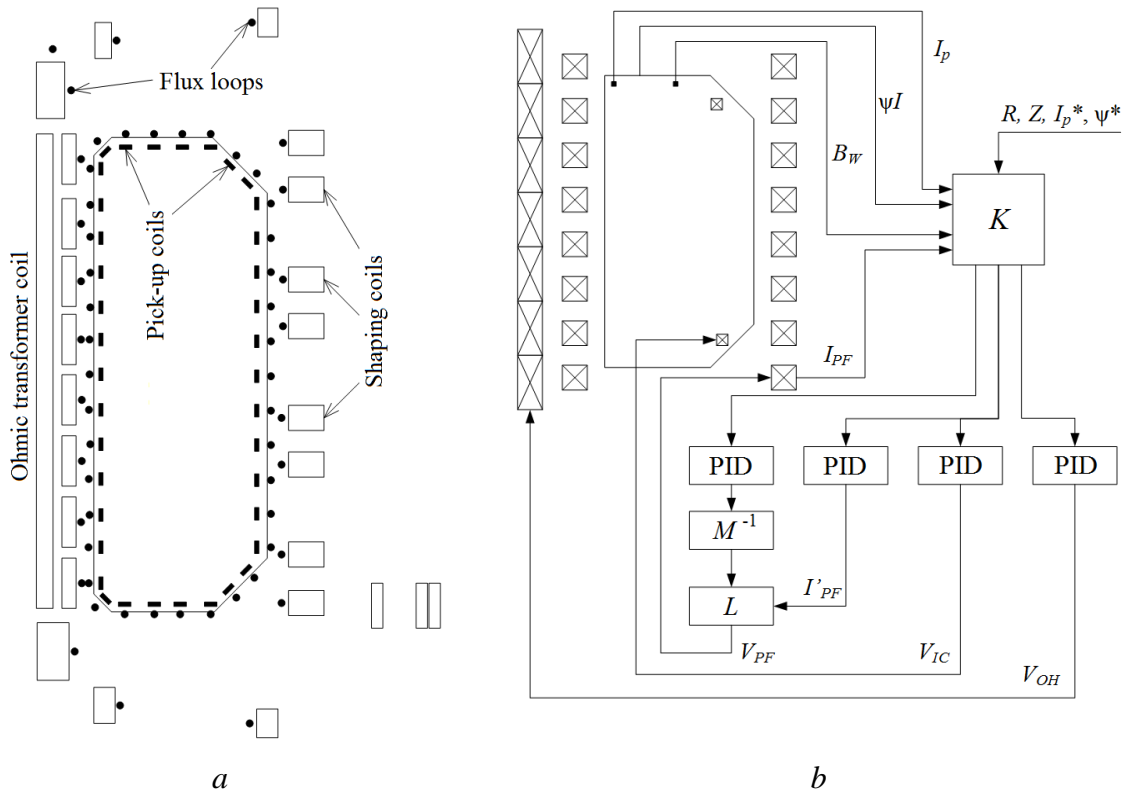 Flux loops
Ohmic transformer coil
Pick-up coils
Shaping coils
a
I_p
ψI
B_W
R, Z, I_p*, ψ*
K
I_PF
PID
PID
PID
PID
M^-1
L
I'_PF
V_PF
V_IC
V_OH
b